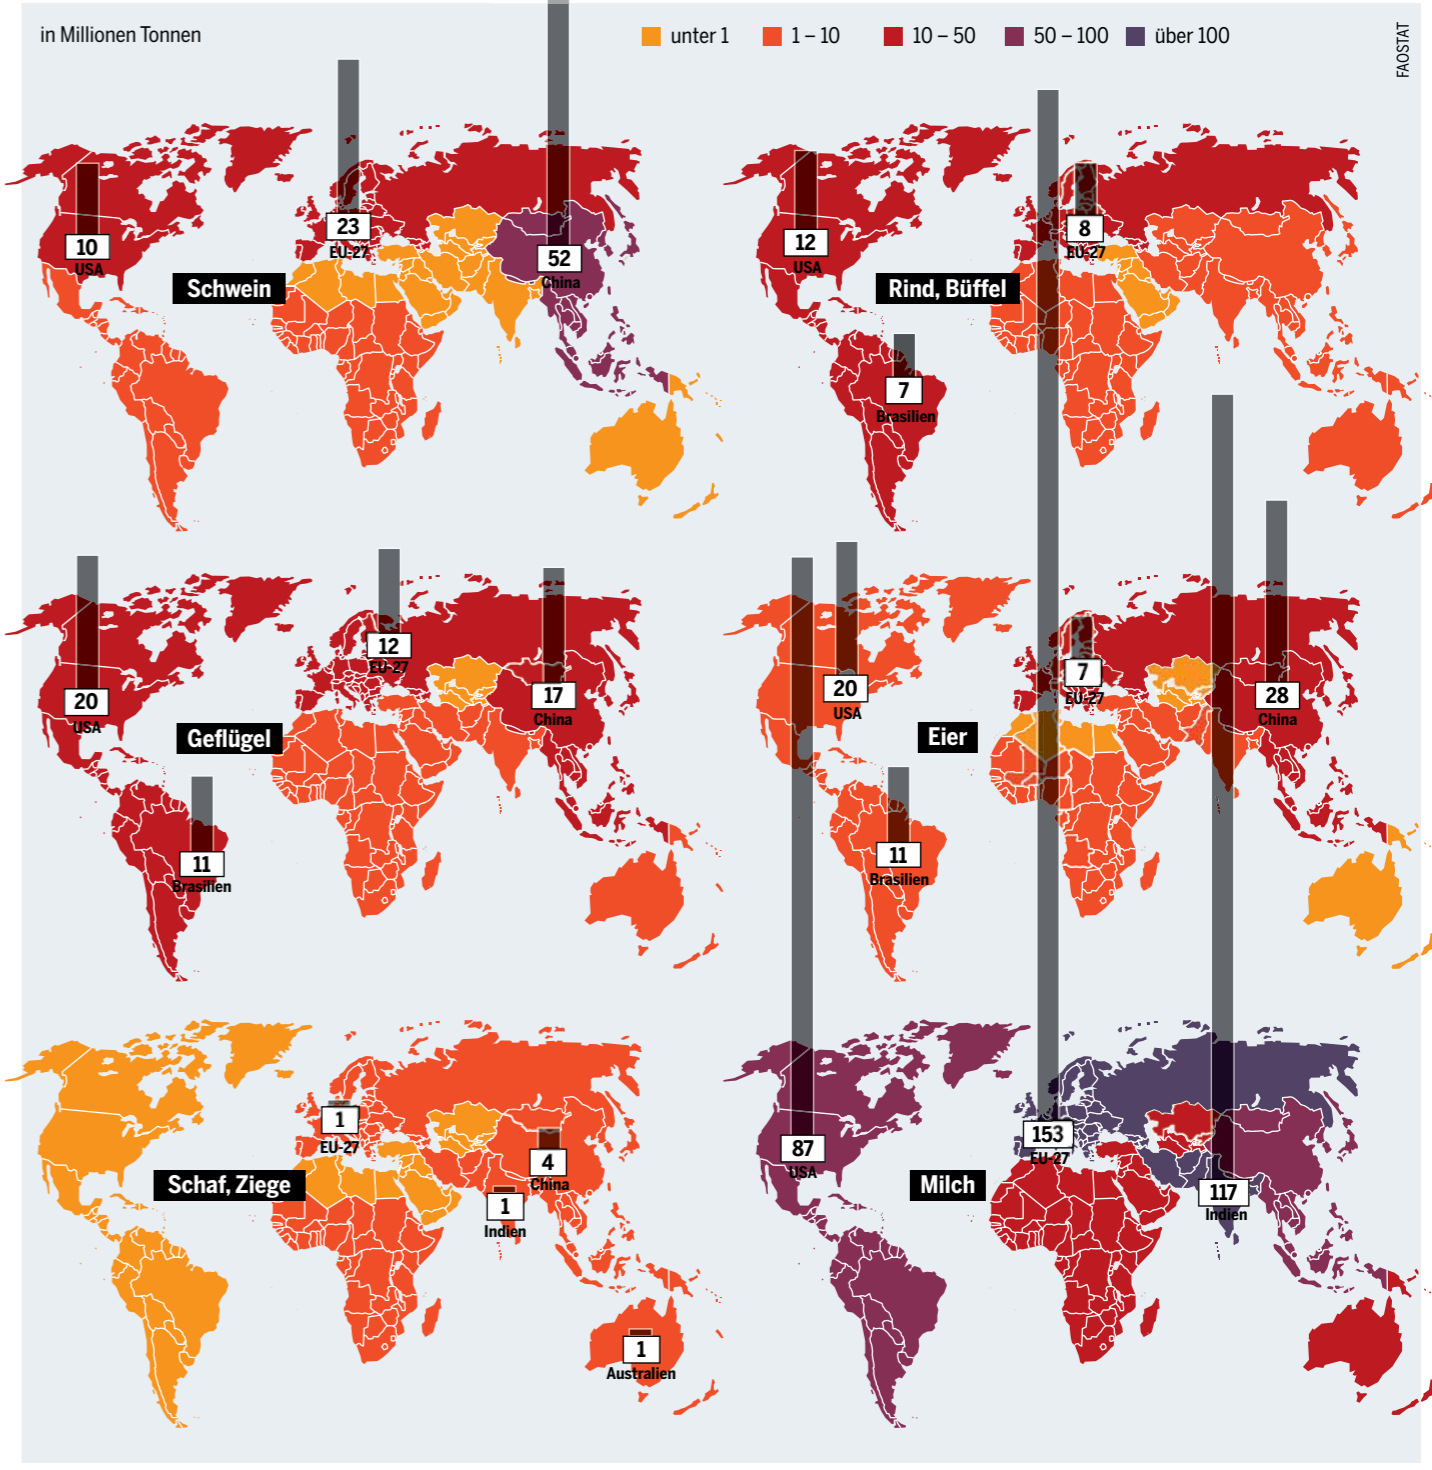 in Millionen Tonnen
unter 1
1 – 10
10 – 50
50 – 100
über 100
FAOSTAT
10
USA
23
EU-27
52
China
Schwein
12
USA
8
EU-27
7
Brasilien
Rind, Büffel
20
USA
12
EU-27
17
China
11
Brasilien
Geflügel
20
USA
7
EU-27
28
China
11
Brasilien
Eier
1
EU-27
4
China
1
Indien
1
Australien
Schaf, Ziege
87
USA
153
EU-27
117
Indien
Milch